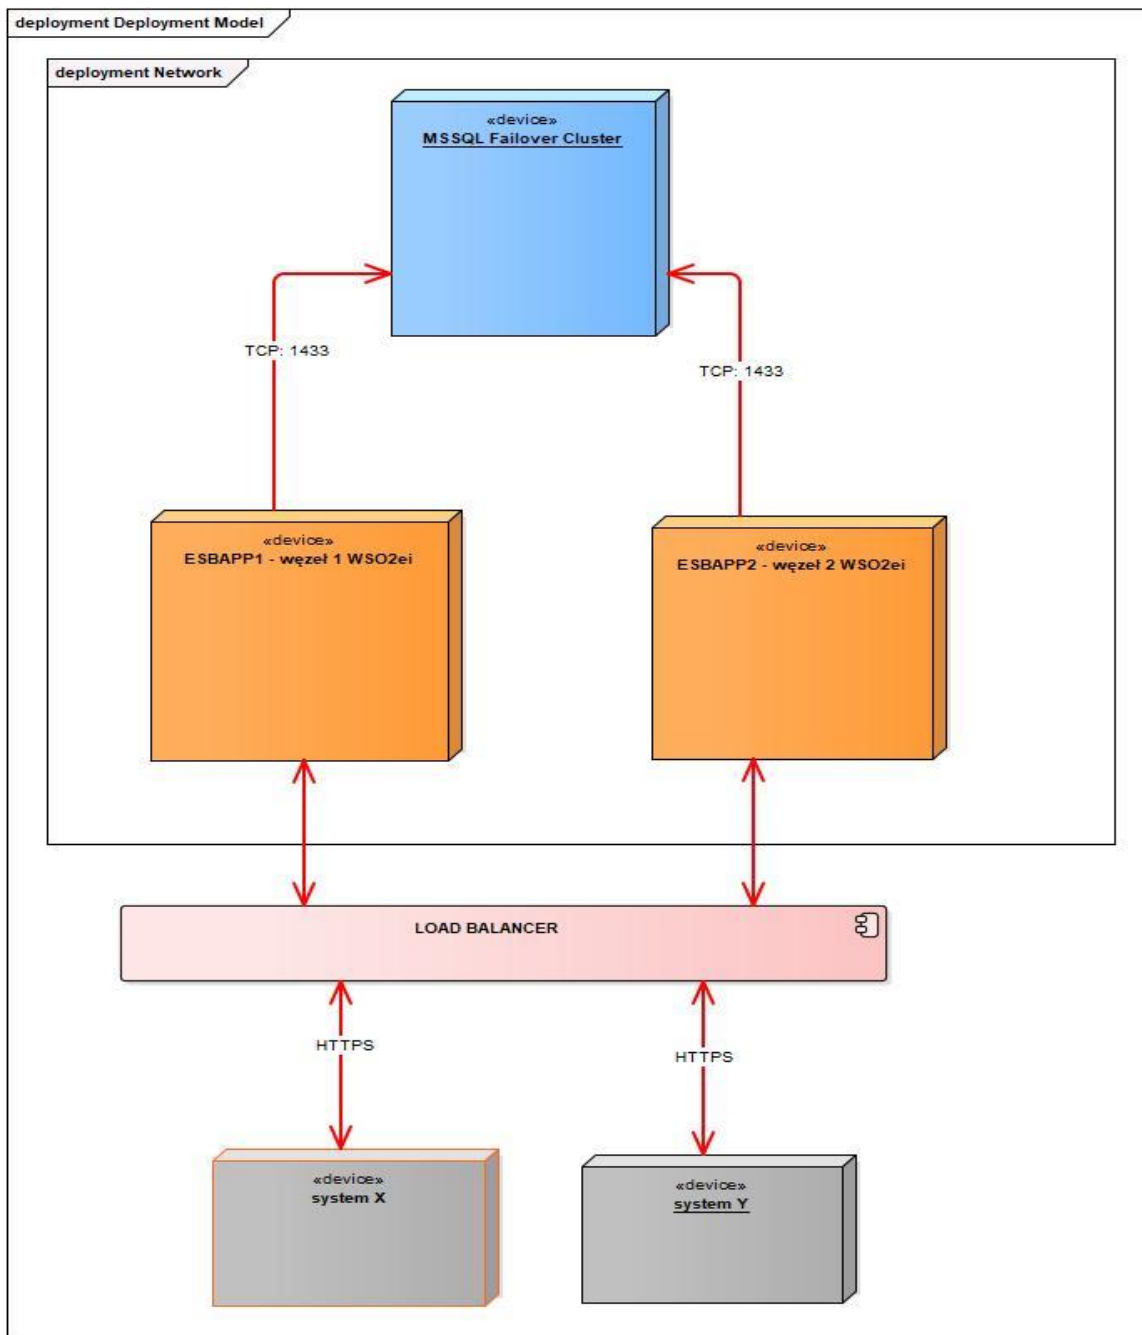 deployment Deployment Model
deployment Network
«device»
MSSQL Failover Cluster
TCP: 1433
TCP: 1433
«device»
ESBAPP1 - węzeł 1 WSO2ei
«device»
ESBAPP2 - węzeł 2 WSO2ei
LOAD BALANCER
HTTPS
HTTPS
«device»
system X
«device»
system Y